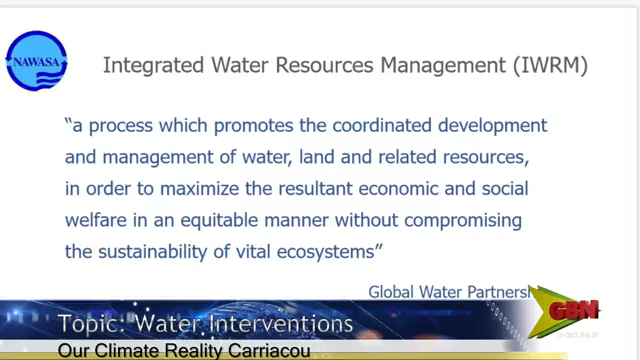 NAWASA
Integrated Water Resources Management (IWRM)
“a process which promotes the coordinated development
and management of water, land and related resources,
in order to maximize the resultant economic and social
welfare in an equitable manner without compromising
the sustainability of vital ecosystems”
Global Water Partnersh
GBN
Topic: Water Interventions
Our Climate Reality Carriacou